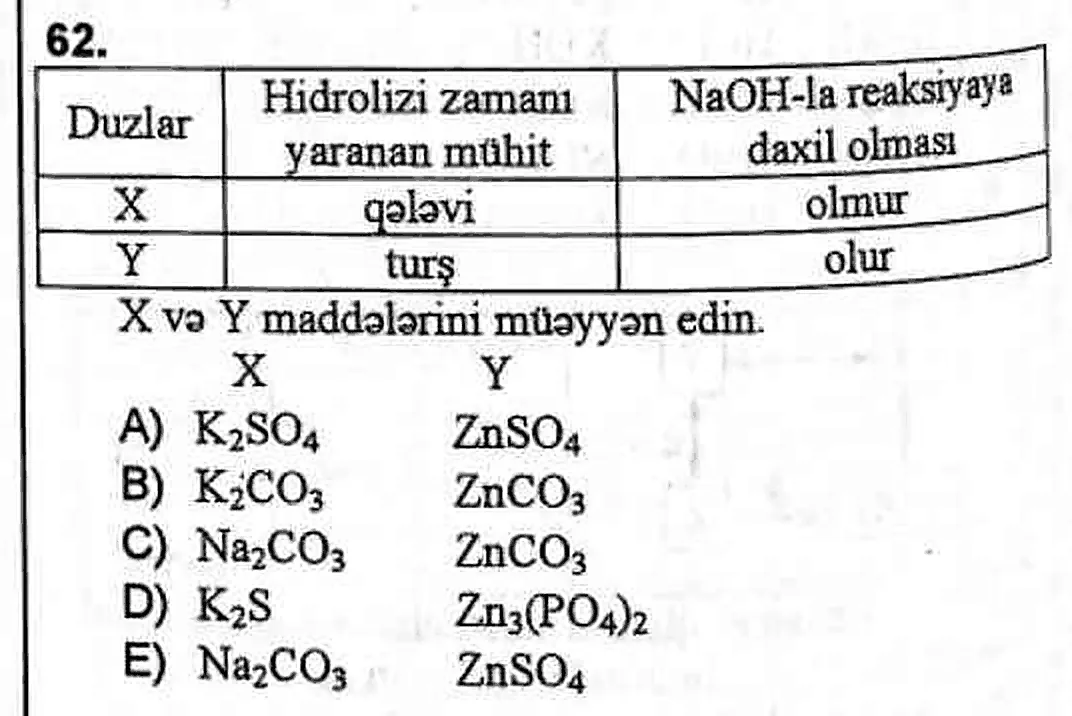 62.
Duzlar
Hidrolizi zamanı
yaranan mühit
NaOH-la reaksiyaya
daxil olması
X qələvi olmur
Y turş olur
X və Y maddələrini müəyyən edin.
X Y
A) K₂SO₄ ZnSO₄
B) K₂CO₃ ZnCO₃
C) Na₂CO₃ ZnCO₃
D) K₂S Zn₃(PO₄)₂
E) Na₂CO₃ ZnSO₄